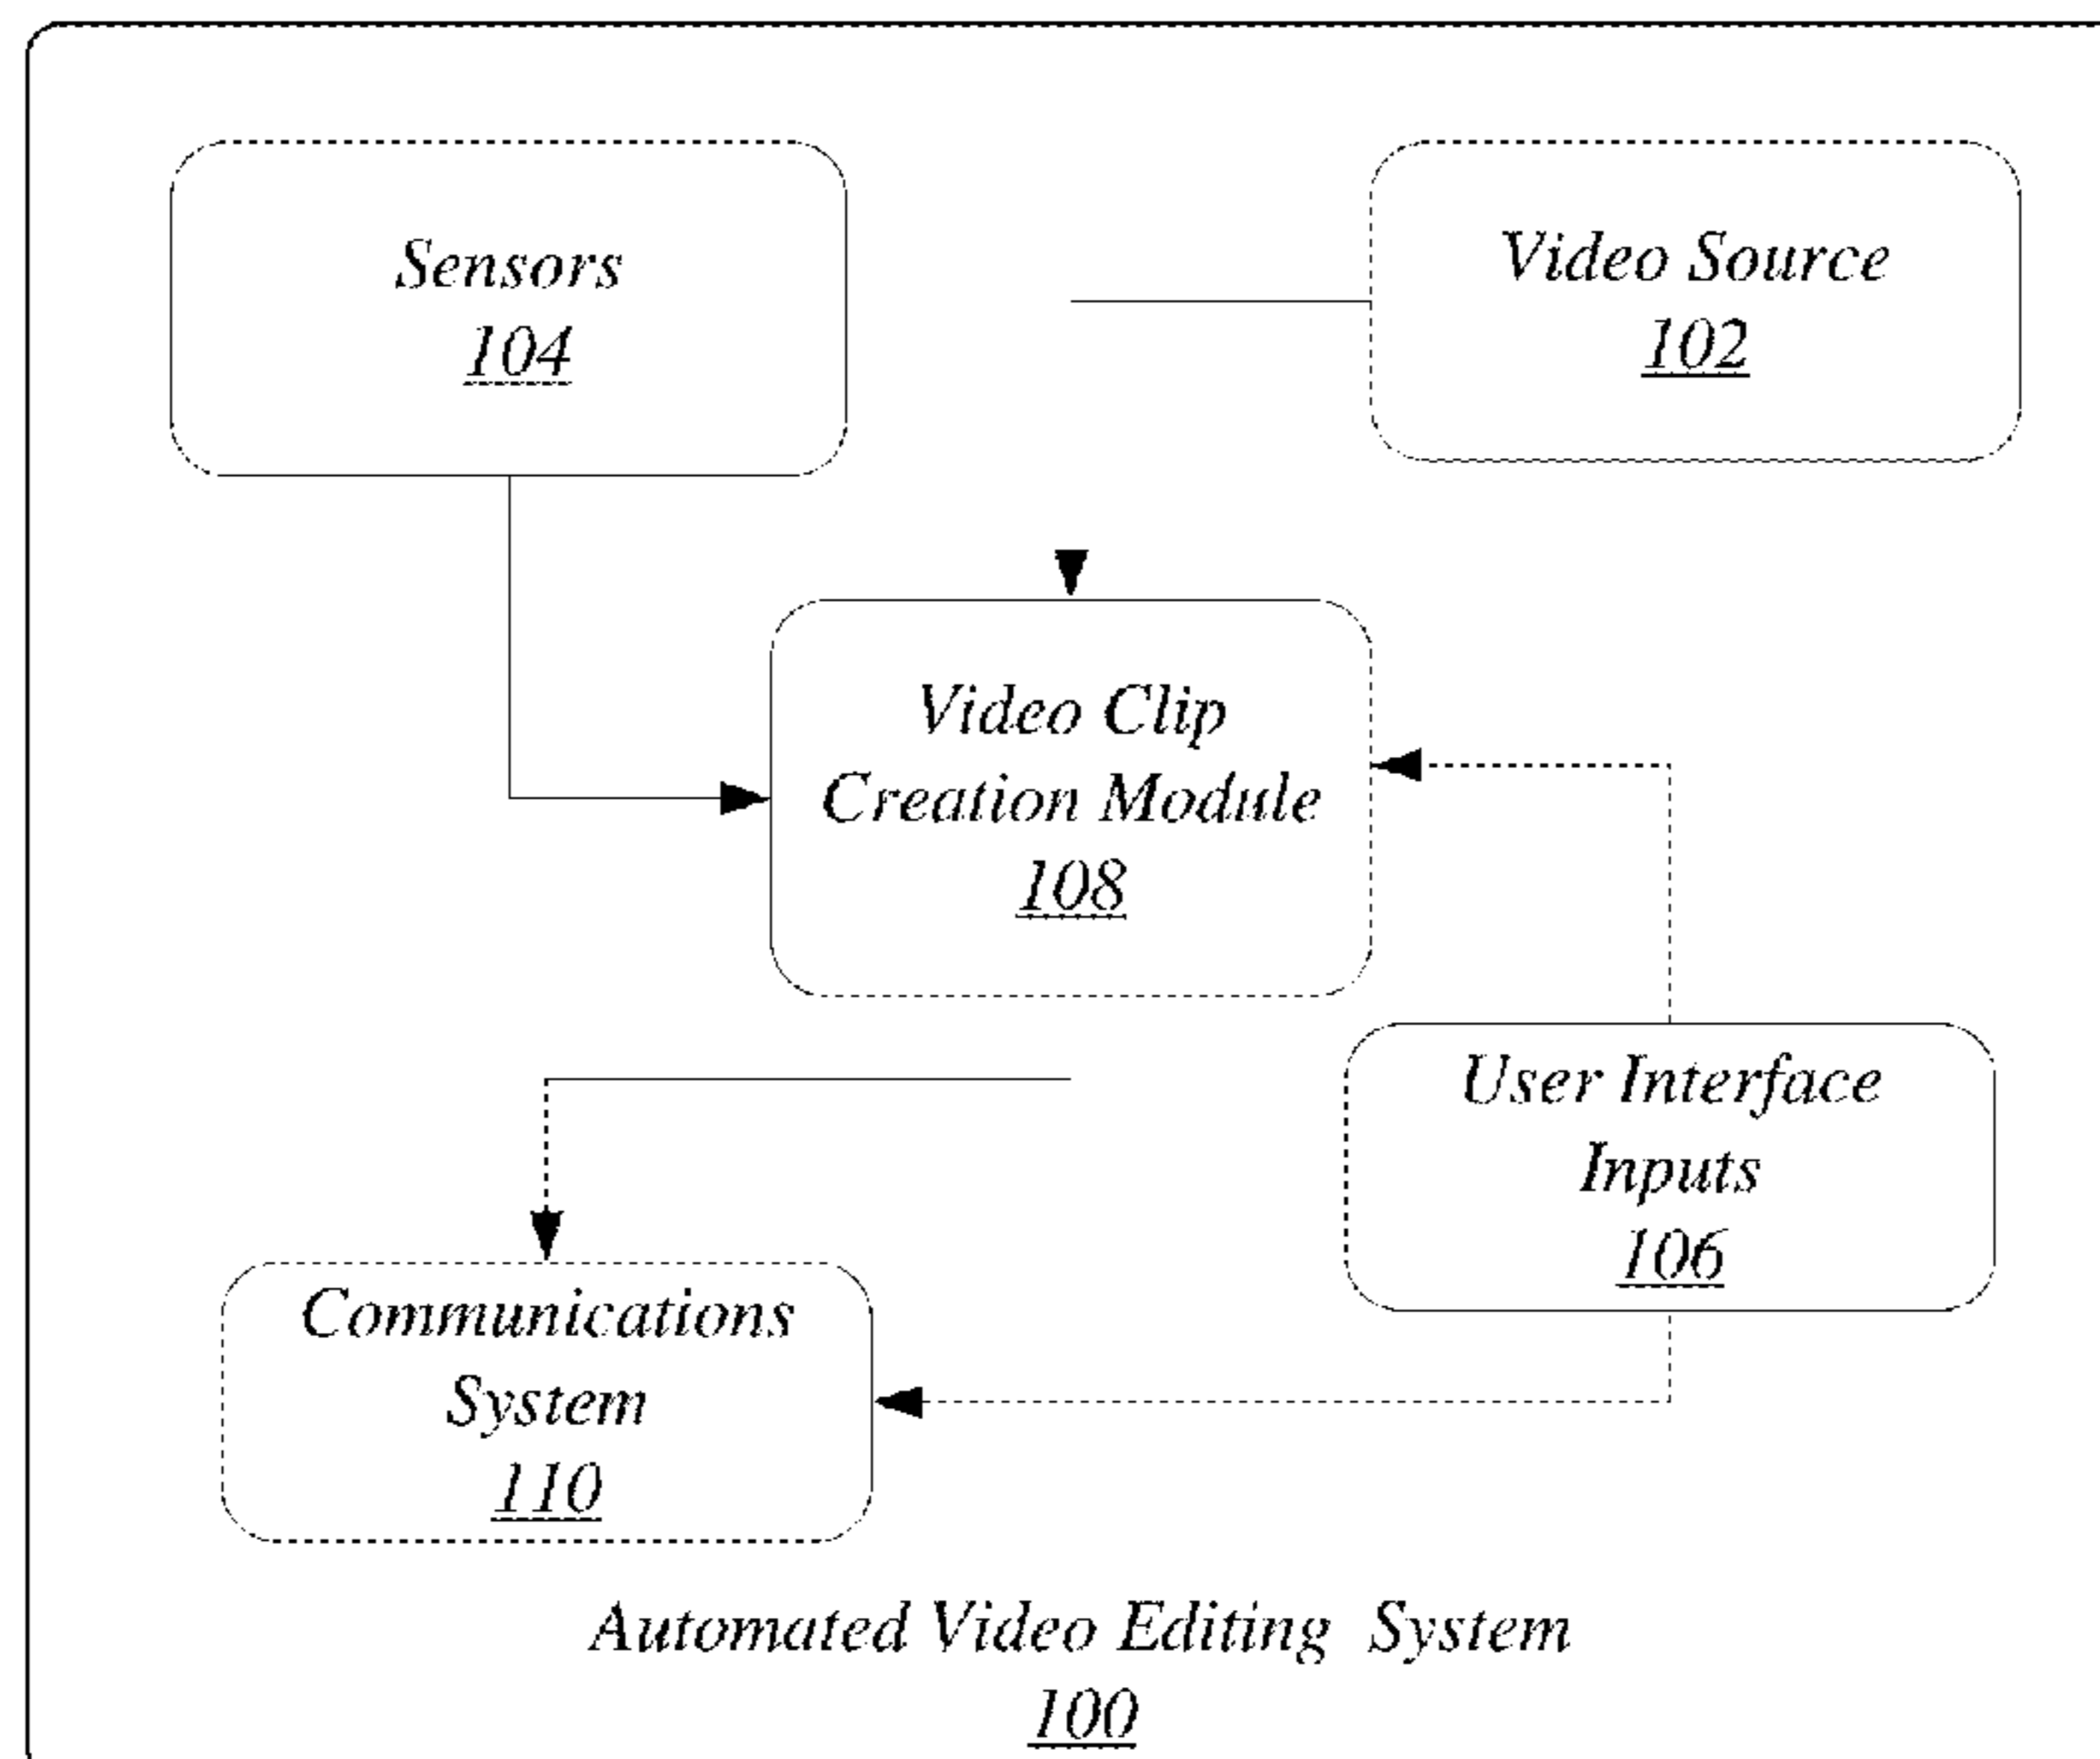 Sensors
104
Video Source
102
Video Clip
Creation Module
108
User Interface
Inputs
106
Communications
System
110
Automated Video Editing System
100